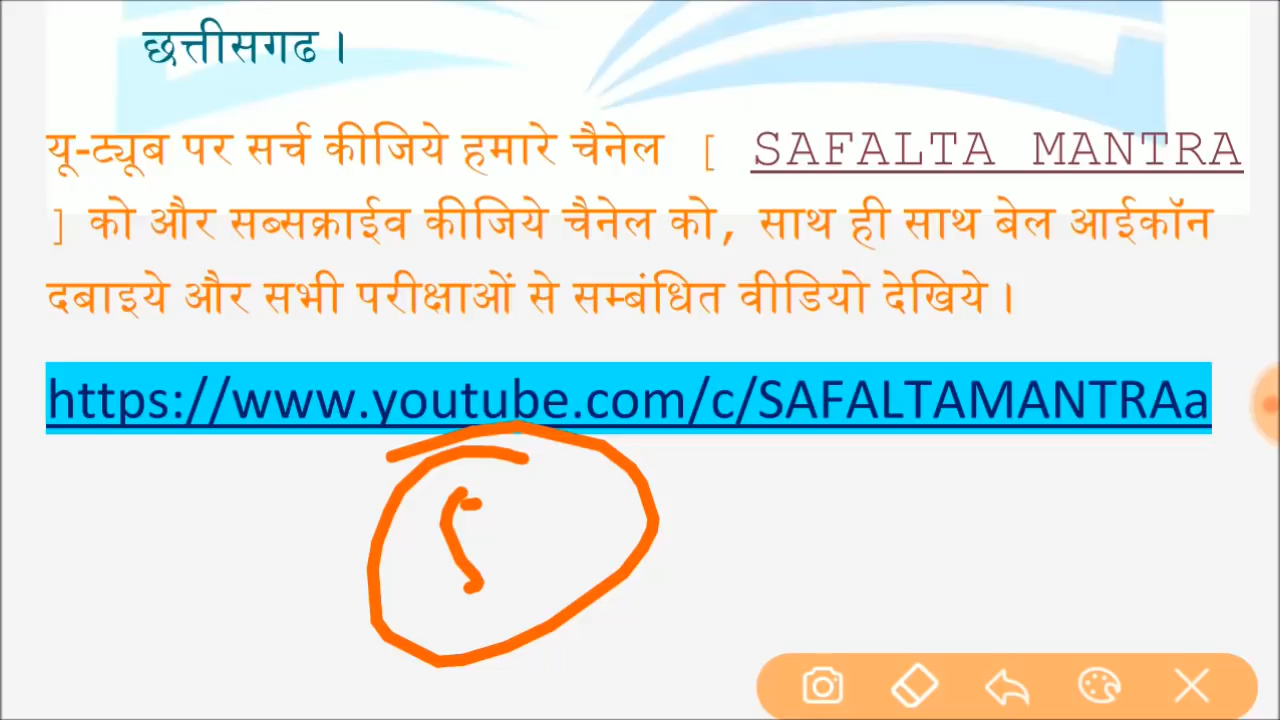 छत्तीसगढ ।
यू-ट्यूब पर सर्च कीजिये हमारे चैनेल [ SAFALTA MANTRA
] को और सब्सक्राईव कीजिये चैनेल को, साथ ही साथ बेल आईकॉन
दबाइये और सभी परीक्षाओं से सम्बंधित वीडियो देखिये ।
https://www.youtube.com/c/SAFALTAMANTRAa